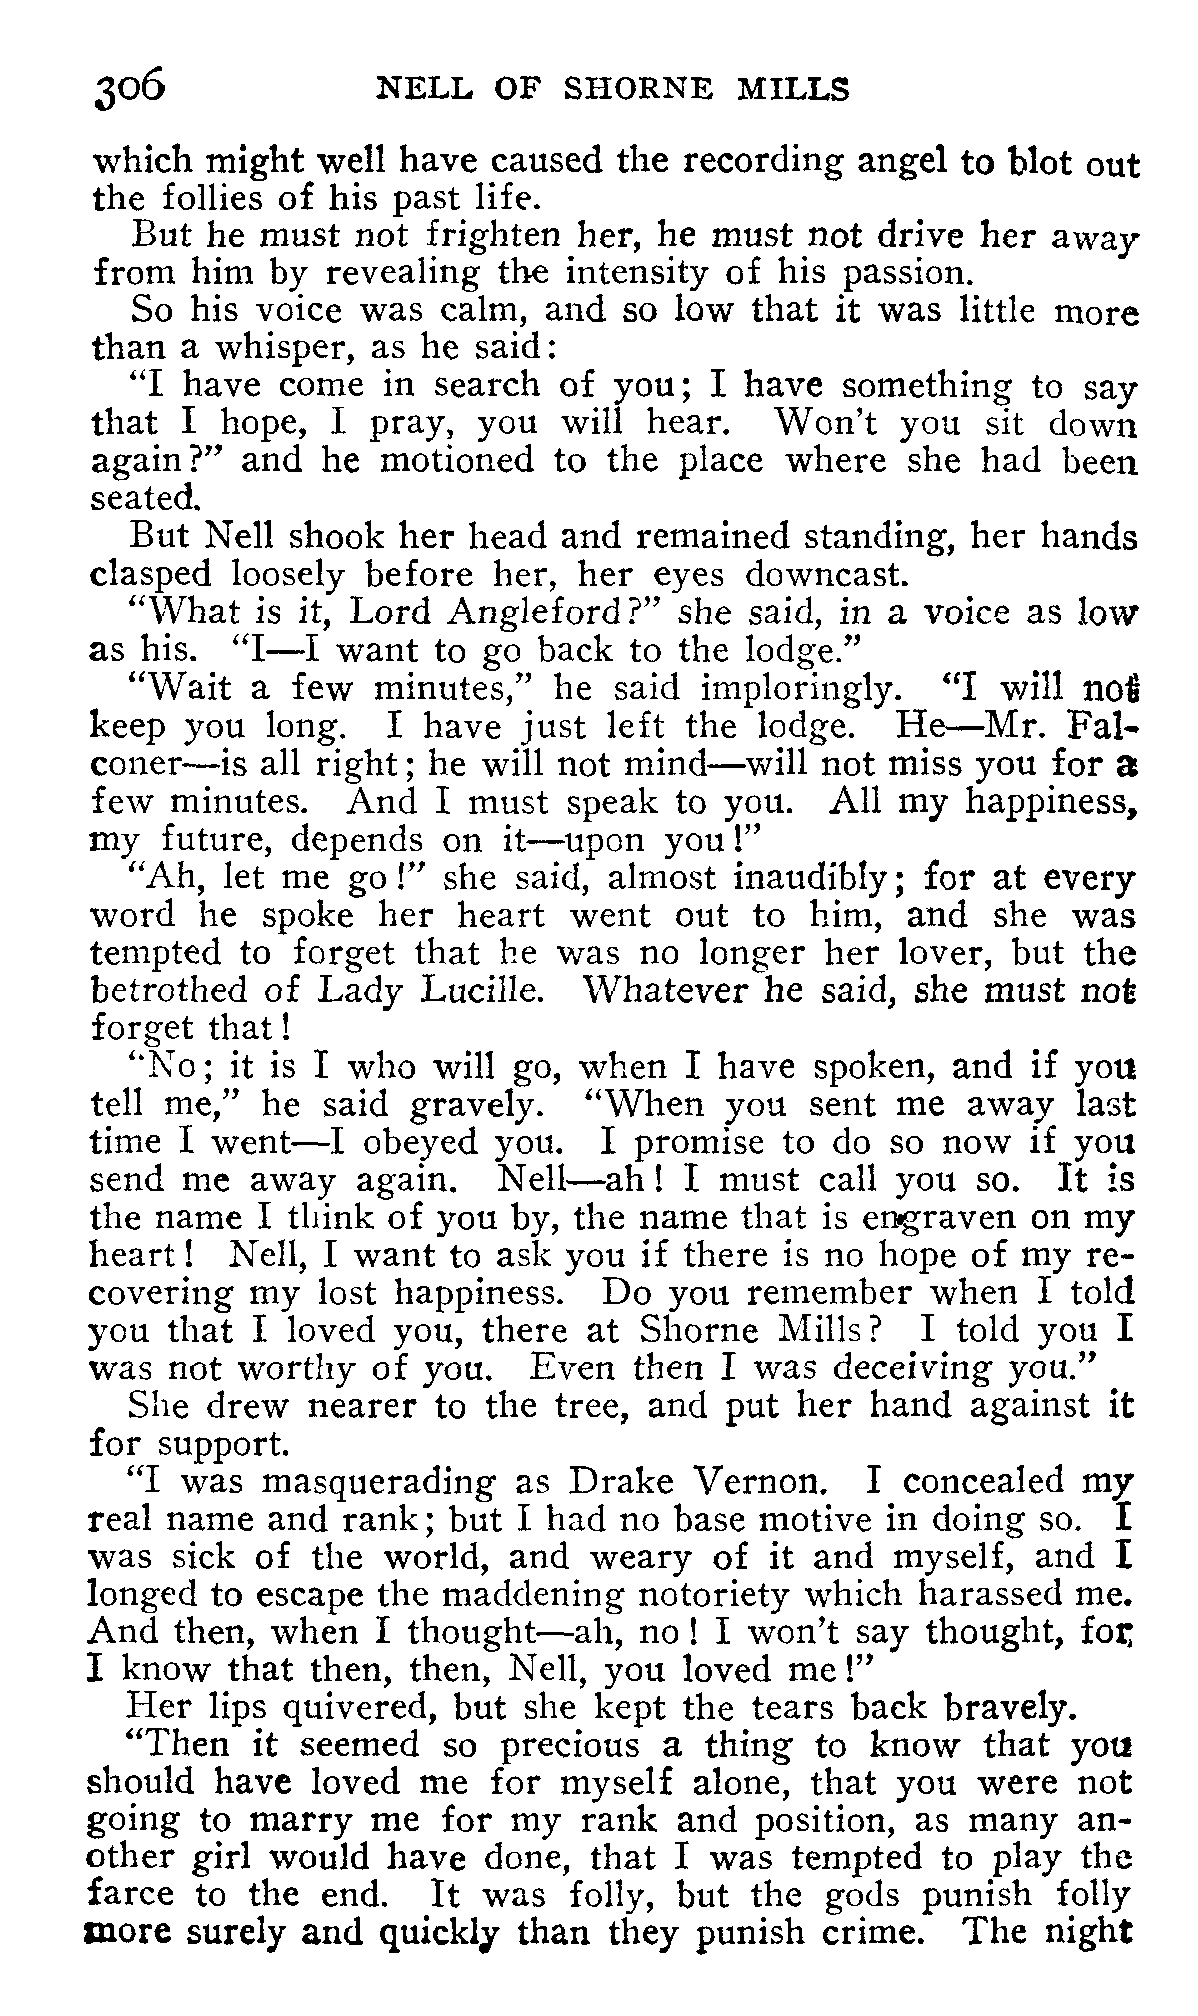 306 NELL OF SHORNE MILLS
which might well have caused the recording angel to blot out
the follies of his past life.
But he must not frighten her, he must not drive her away
from him by revealing the intensity of his passion.
So his voice was calm, and so low that it was little more
than a whisper, as he said:
"I have come in search of you; I have something to say
that I hope, I pray, you will hear. Won't you sit down
again?" and he motioned to the place where she had been
seated.
But Nell shook her head and remained standing, her hands
clasped loosely before her, her eyes downcast.
"What is it, Lord Angleford?" she said, in a voice as low
as his. "I—I want to go back to the lodge."
"Wait a few minutes," he said imploringly. "I will not
keep you long. I have just left the lodge. He—Mr. Fal-
coner—is all right; he will not mind—will not miss you for a
few minutes. And I must speak to you. All my happiness,
my future, depends on it—upon you!"
"Ah, let me go!" she said, almost inaudibly; for at every
word he spoke her heart went out to him, and she was
tempted to forget that he was no longer her lover, but the
betrothed of Lady Lucille. Whatever he said, she must not
forget that!
"No; it is I who will go, when I have spoken, and if you
tell me," he said gravely. "When you sent me away last
time I went—I obeyed you. I promise to do so now if you
send me away again. Nell—ah! I must call you so. It is
the name I think of you by, the name that is engraven on my
heart! Nell, I want to ask you if there is no hope of my re-
covering my lost happiness. Do you remember when I told
you that I loved you, there at Shorne Mills? I told you I
was not worthy of you. Even then I was deceiving you."
She drew nearer to the tree, and put her hand against it
for support.
"I was masquerading as Drake Vernon. I concealed my
real name and rank; but I had no base motive in doing so. I
was sick of the world, and weary of it and myself, and I
longed to escape the maddening notoriety which harassed me.
And then, when I thought—ah, no! I won't say thought, for
I know that then, then, Nell, you loved me!"
Her lips quivered, but she kept the tears back bravely.
"Then it seemed so precious a thing to know that you
should have loved me for myself alone, that you were not
going to marry me for my rank and position, as many an-
other girl would have done, that I was tempted to play the
farce to the end. It was folly, but the gods punish folly
more surely and quickly than they punish crime. The night